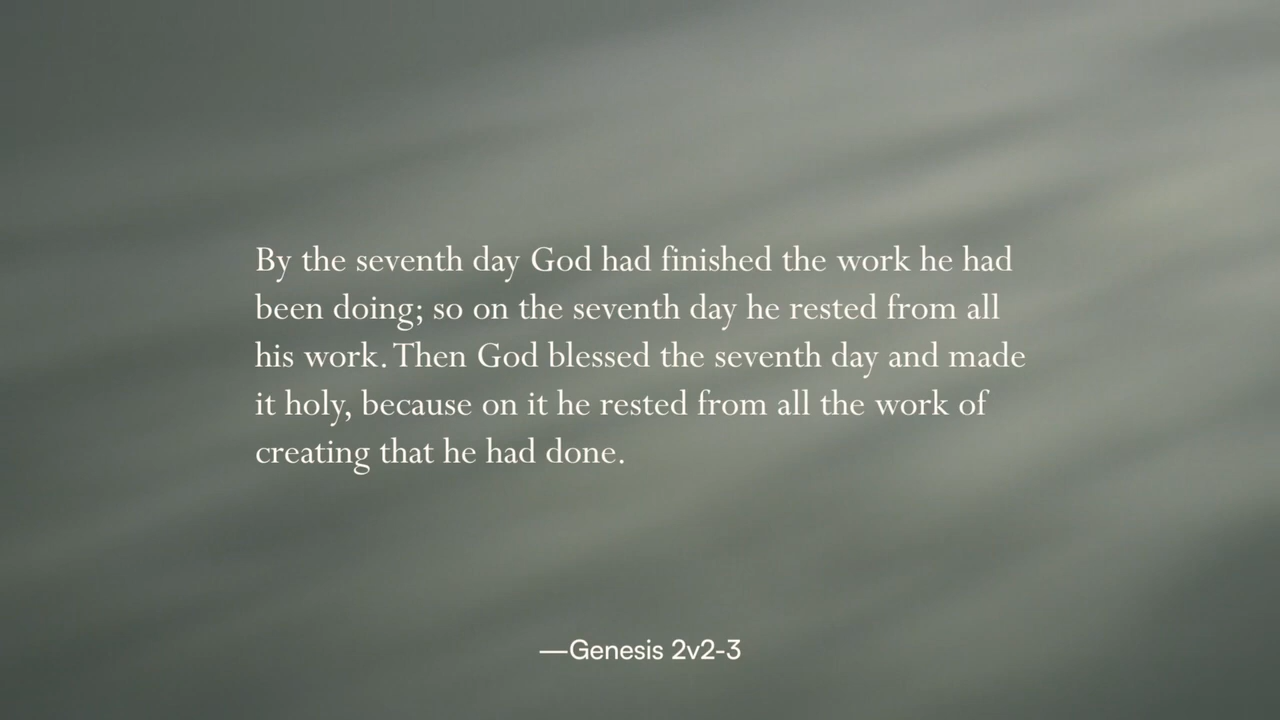 By the seventh day God had finished the work he had
been doing; so on the seventh day he rested from all
his work. Then God blessed the seventh day and made
it holy, because on it he rested from all the work of
creating that he had done.
—Genesis 2v2-3